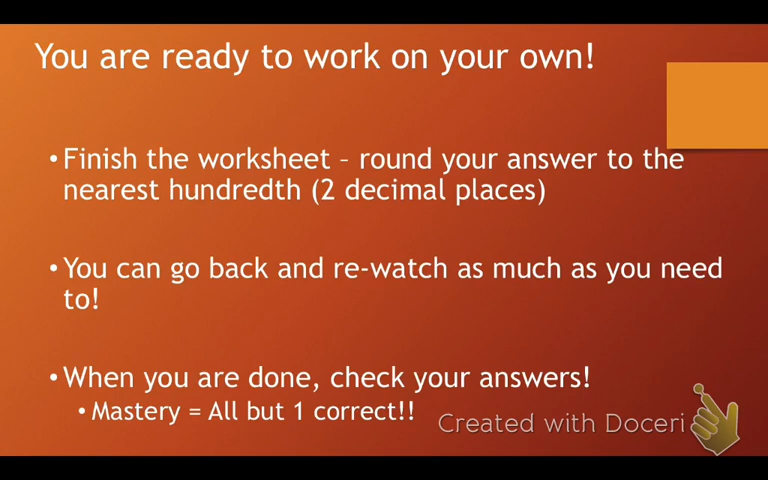 You are ready to work on your own!
•Finish the worksheet – round your answer to the
nearest hundredth (2 decimal places)
•You can go back and re-watch as much as you need
to!
•When you are done, check your answers!
•Mastery = All but 1 correct!!
Created with Doceri